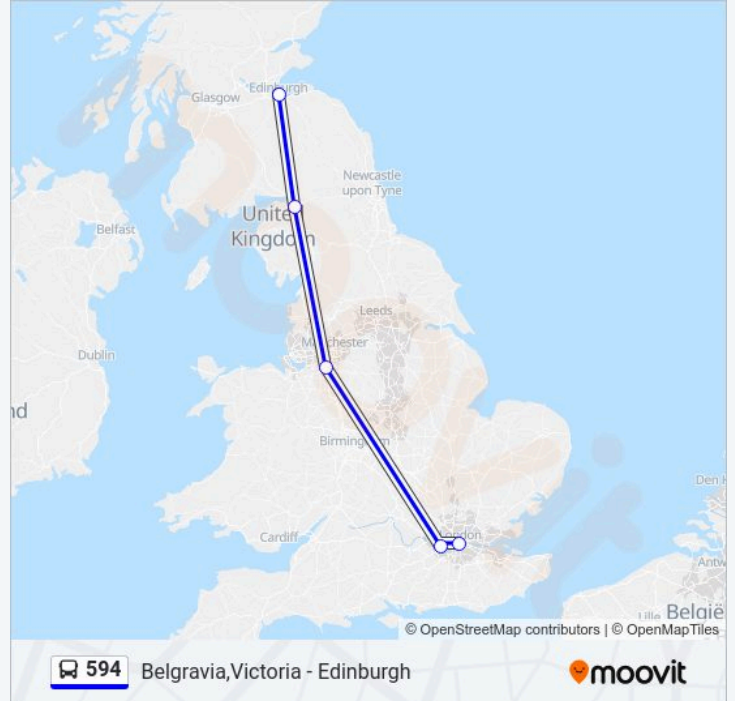 Edinburgh
Glasgow
Newcastle
upon Tyne
United
Kingdom
Belfast
Leeds
Manchester
Dublin
nd
Birmingham
Den H
Cardiff
London
Antw
Lille
België
© OpenStreetMap contributors | © OpenMapTiles
594 Belgravia,Victoria - Edinburgh
moovit